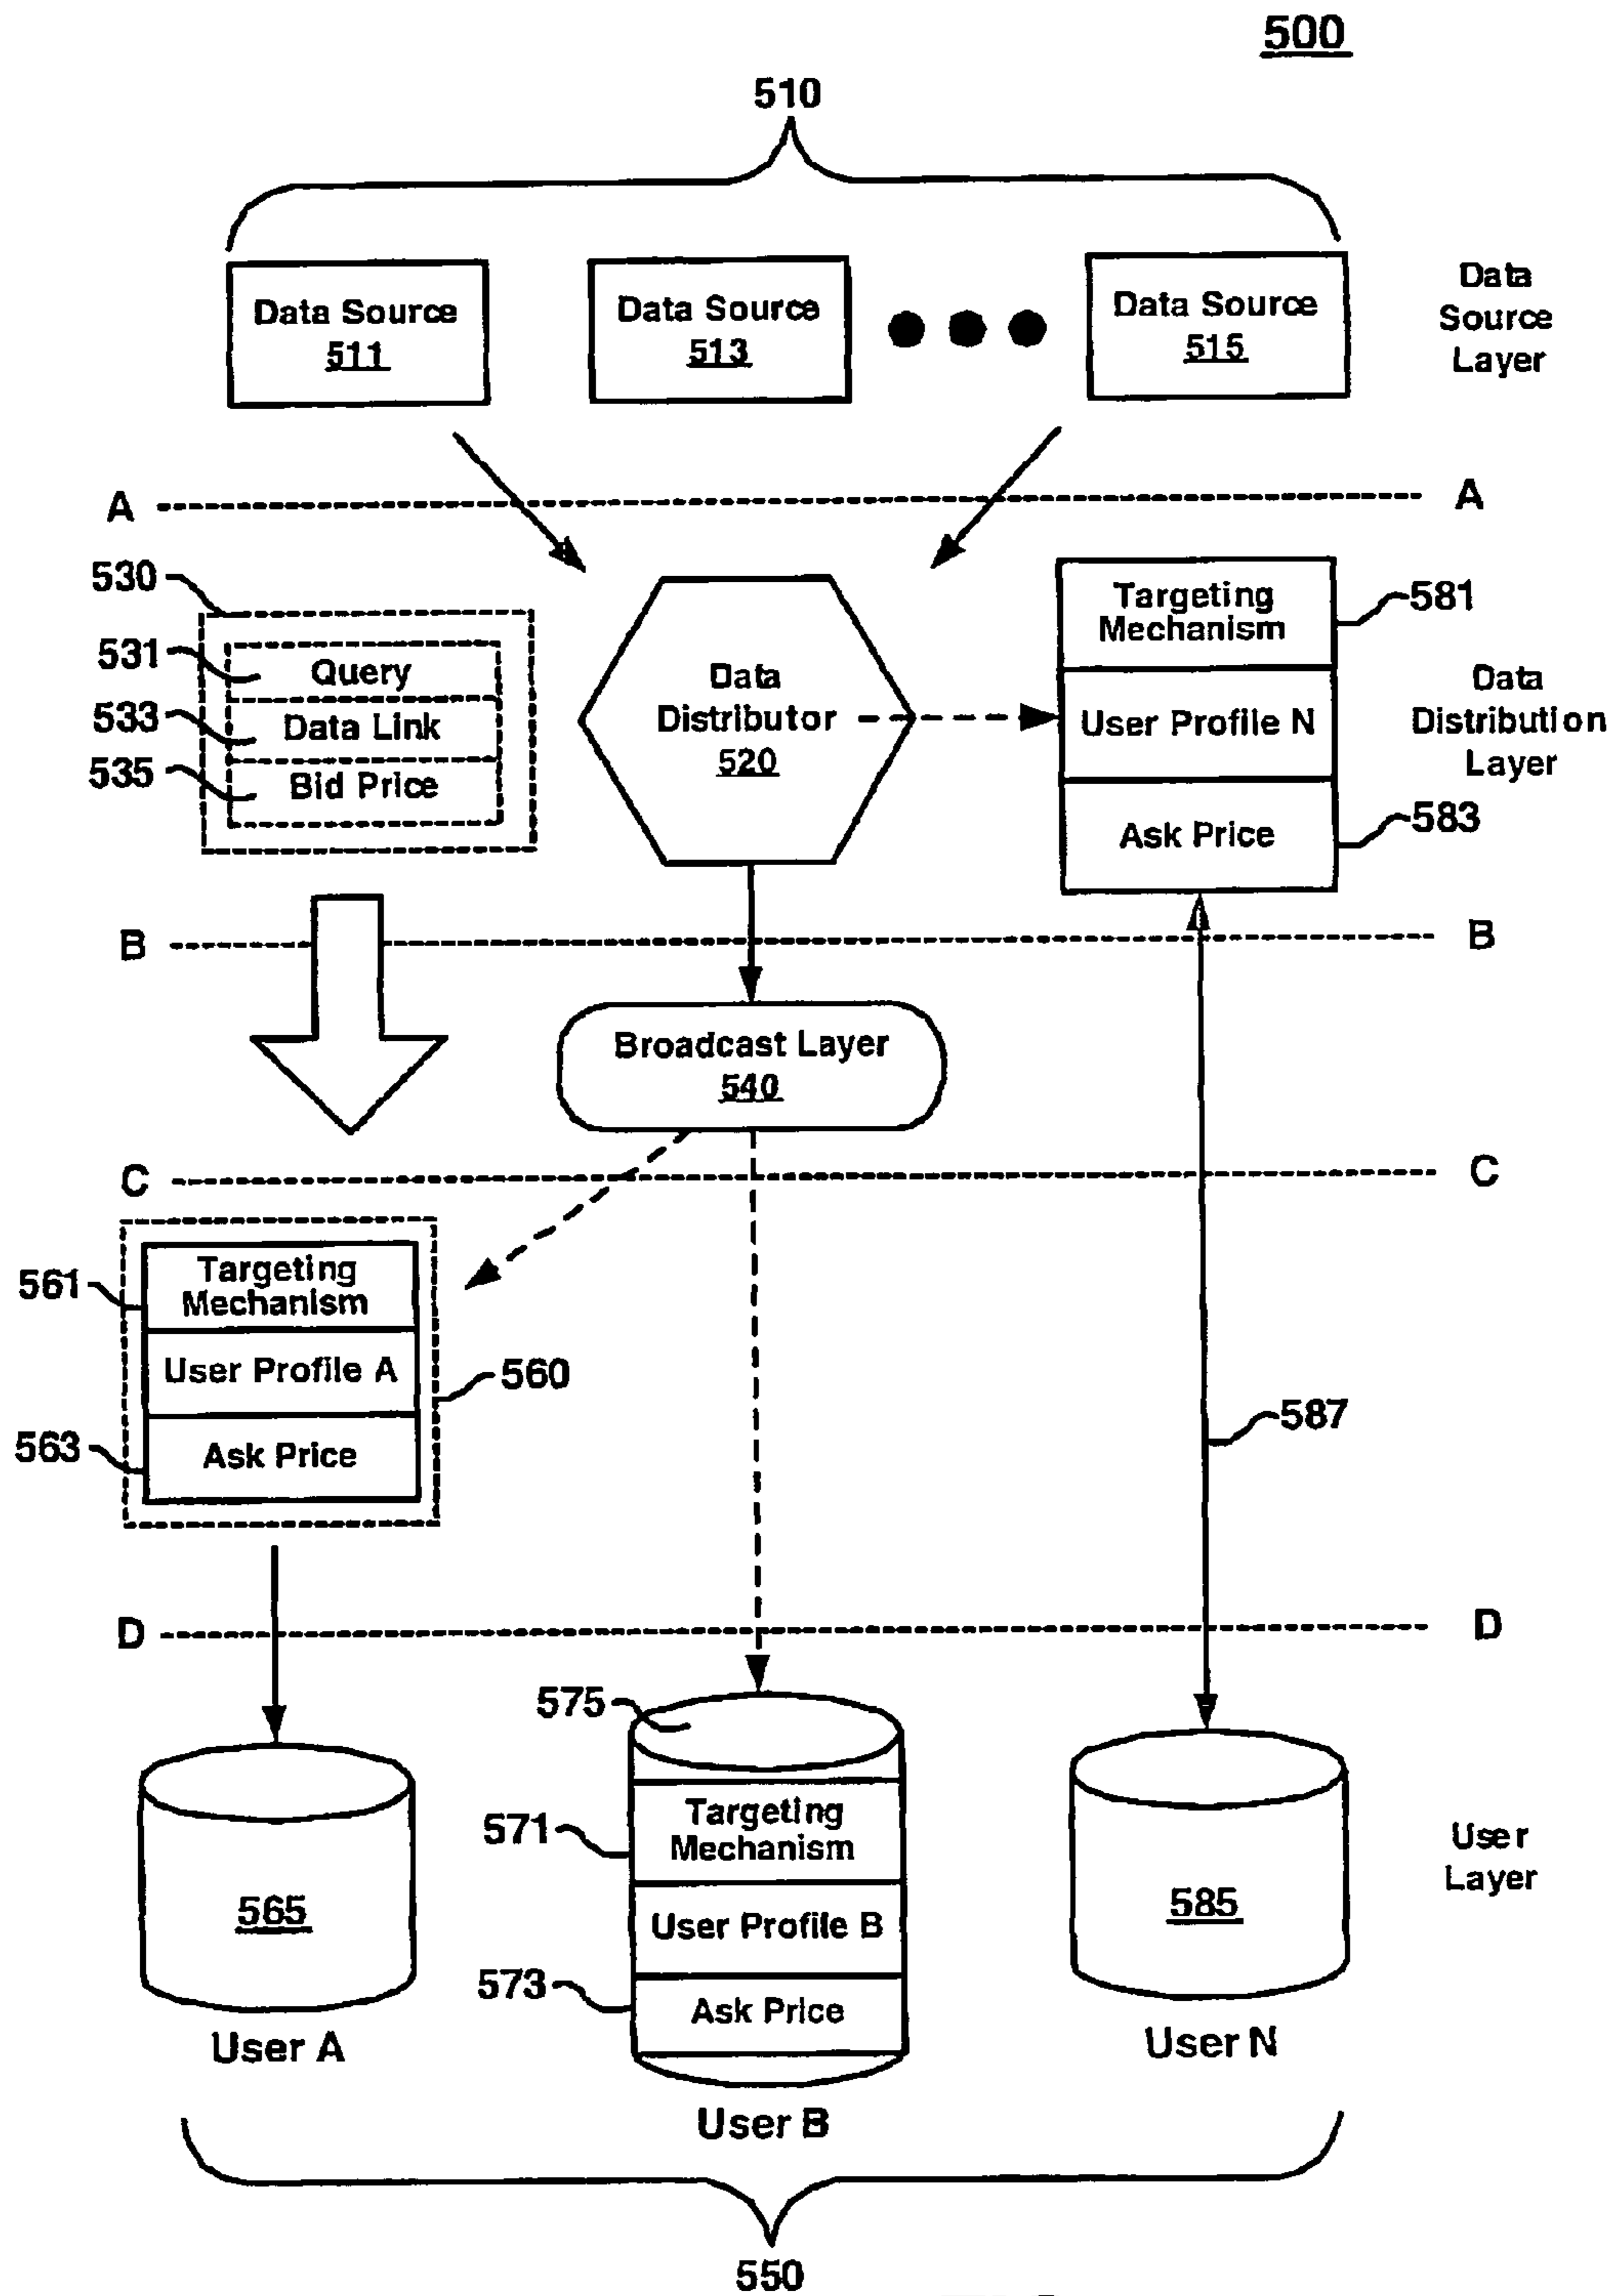 500
510
Data Source
511
Data Source
513
Data Source
515
Data
Source
Layer
A
A
530
531
Query
533
Data Link
535
Bid Price
Data
Distributor
520
Targeting
Mechanism
581
User Profile N
Ask Price
583
Data
Distribution
Layer
B
B
Broadcast Layer
540
C
C
561
Targeting
Mechanism
User Profile A
560
563
Ask Price
587
D
D
575
571
Targeting
Mechanism
User Profile B
573
Ask Price
565
585
User
Layer
User A
User B
User N
550